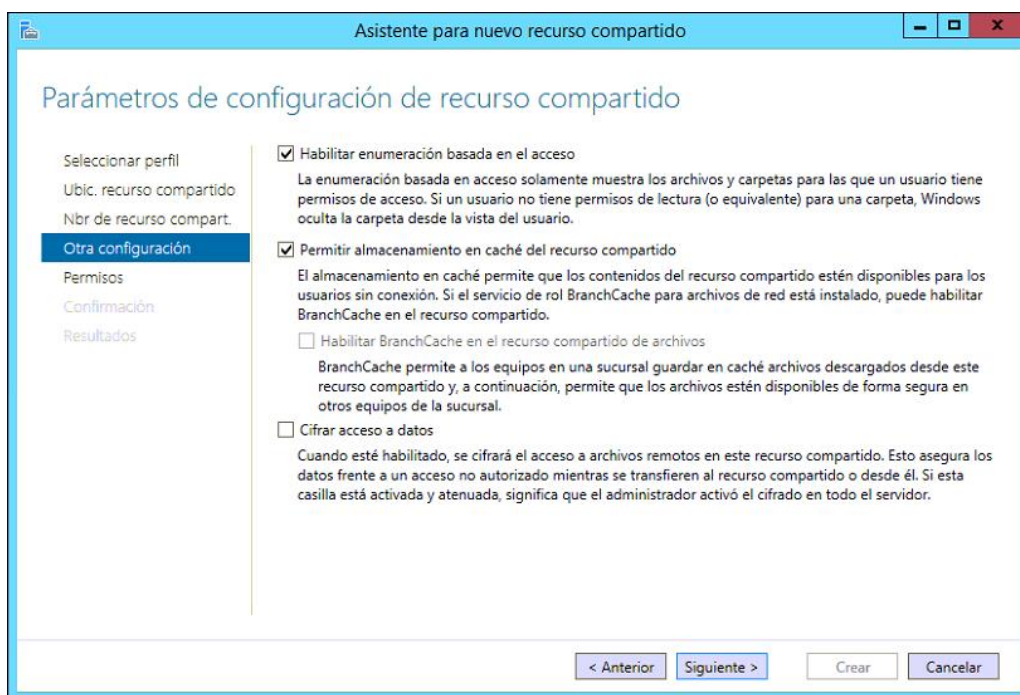 Asistente para nuevo recurso compartido
Parámetros de configuración de recurso compartido
Seleccionar perfil
Ubic. recurso compartido
Nbr de recurso compart.
Otra configuración
Permisos
Confirmación
Resultados
Habilitar enumeración basada en el acceso
La enumeración basada en acceso solamente muestra los archivos y carpetas para las que un usuario tiene
permisos de acceso. Si un usuario no tiene permisos de lectura (o equivalente) para una carpeta, Windows
oculta la carpeta desde la vista del usuario.
Permitir almacenamiento en caché del recurso compartido
El almacenamiento en caché permite que los contenidos del recurso compartido estén disponibles para los
usuarios sin conexión. Si el servicio de rol BranchCache para archivos de red está instalado, puede habilitar
BranchCache en el recurso compartido.
Habilitar BranchCache en el recurso compartido de archivos
BranchCache permite a los equipos en una sucursal guardar en caché archivos descargados desde este
recurso compartido y, a continuación, permite que los archivos estén disponibles de forma segura en
otros equipos de la sucursal.
Cifrar acceso a datos
Cuando esté habilitado, se cifrará el acceso a archivos remotos en este recurso compartido. Esto asegura los
datos frente a un acceso no autorizado mientras se transfieren al recurso compartido o desde él. Si esta
casilla está activada y atenuada, significa que el administrador activó el cifrado en todo el servidor.
< Anterior
Siguiente >
Crear
Cancelar